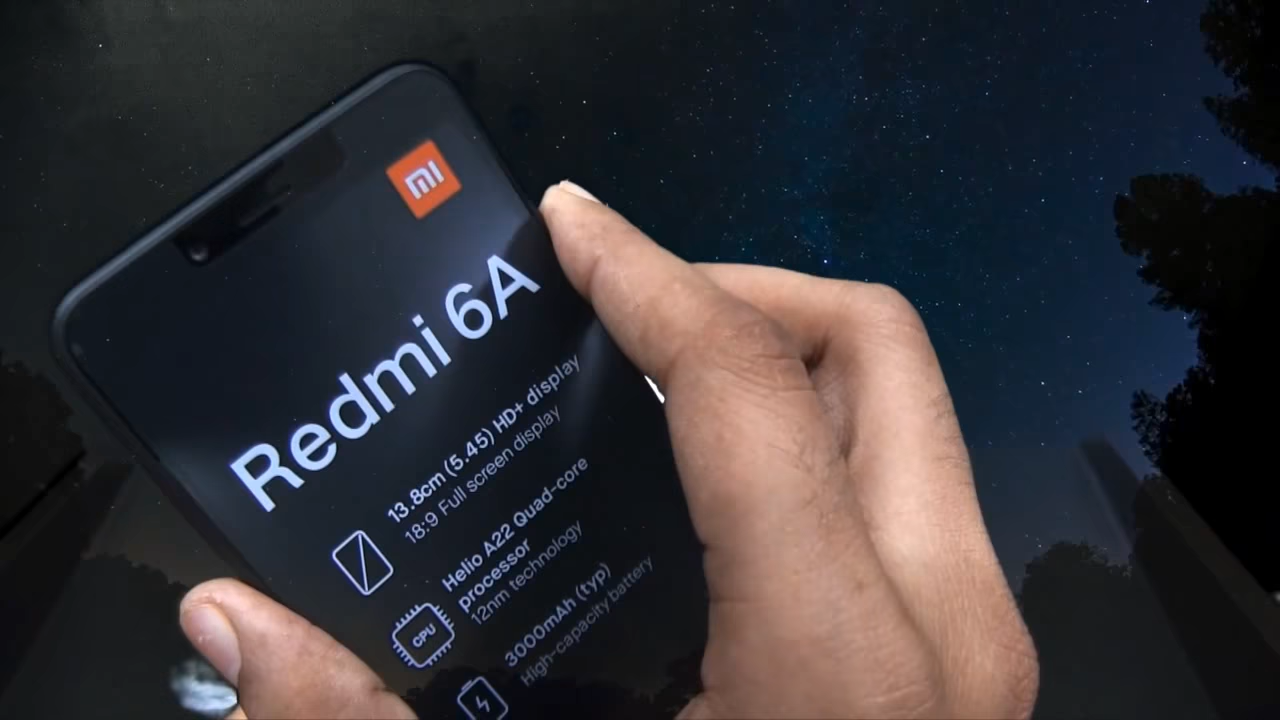 MI
Redmi 6A
13.8cm (5.45) HD+ display
18:9 Full screen display
Helio A22 Quad-core
processor
12nm technology
CPU
3000mAh (typ)
High-capacity battery